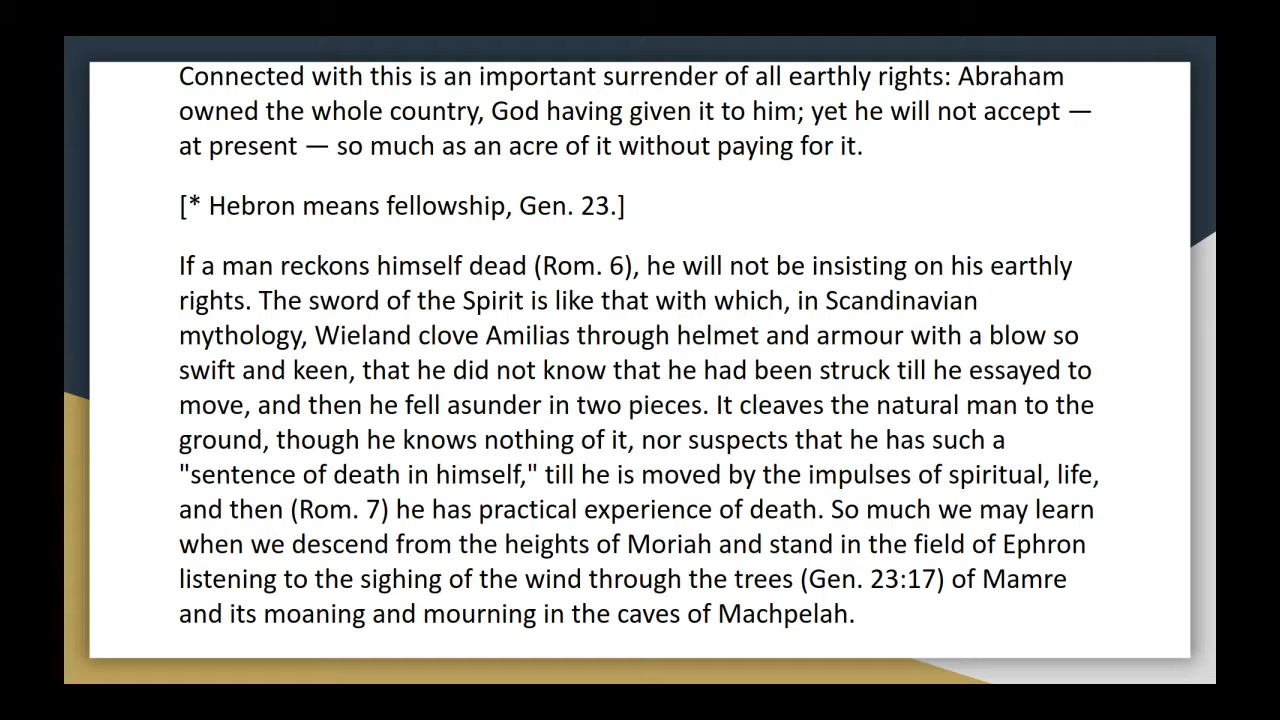 Connected with this is an important surrender of all earthly rights: Abraham
owned the whole country, God having given it to him; yet he will not accept —
at present — so much as an acre of it without paying for it.
[* Hebron means fellowship, Gen. 23.]
If a man reckons himself dead (Rom. 6), he will not be insisting on his earthly
rights. The sword of the Spirit is like that with which, in Scandinavian
mythology, Wieland clove Amilias through helmet and armour with a blow so
swift and keen, that he did not know that he had been struck till he essayed to
move, and then he fell asunder in two pieces. It cleaves the natural man to the
ground, though he knows nothing of it, nor suspects that he has such a
"sentence of death in himself," till he is moved by the impulses of spiritual, life,
and then (Rom. 7) he has practical experience of death. So much we may learn
when we descend from the heights of Moriah and stand in the field of Ephron
listening to the sighing of the wind through the trees (Gen. 23:17) of Mamre
and its moaning and mourning in the caves of Machpelah.